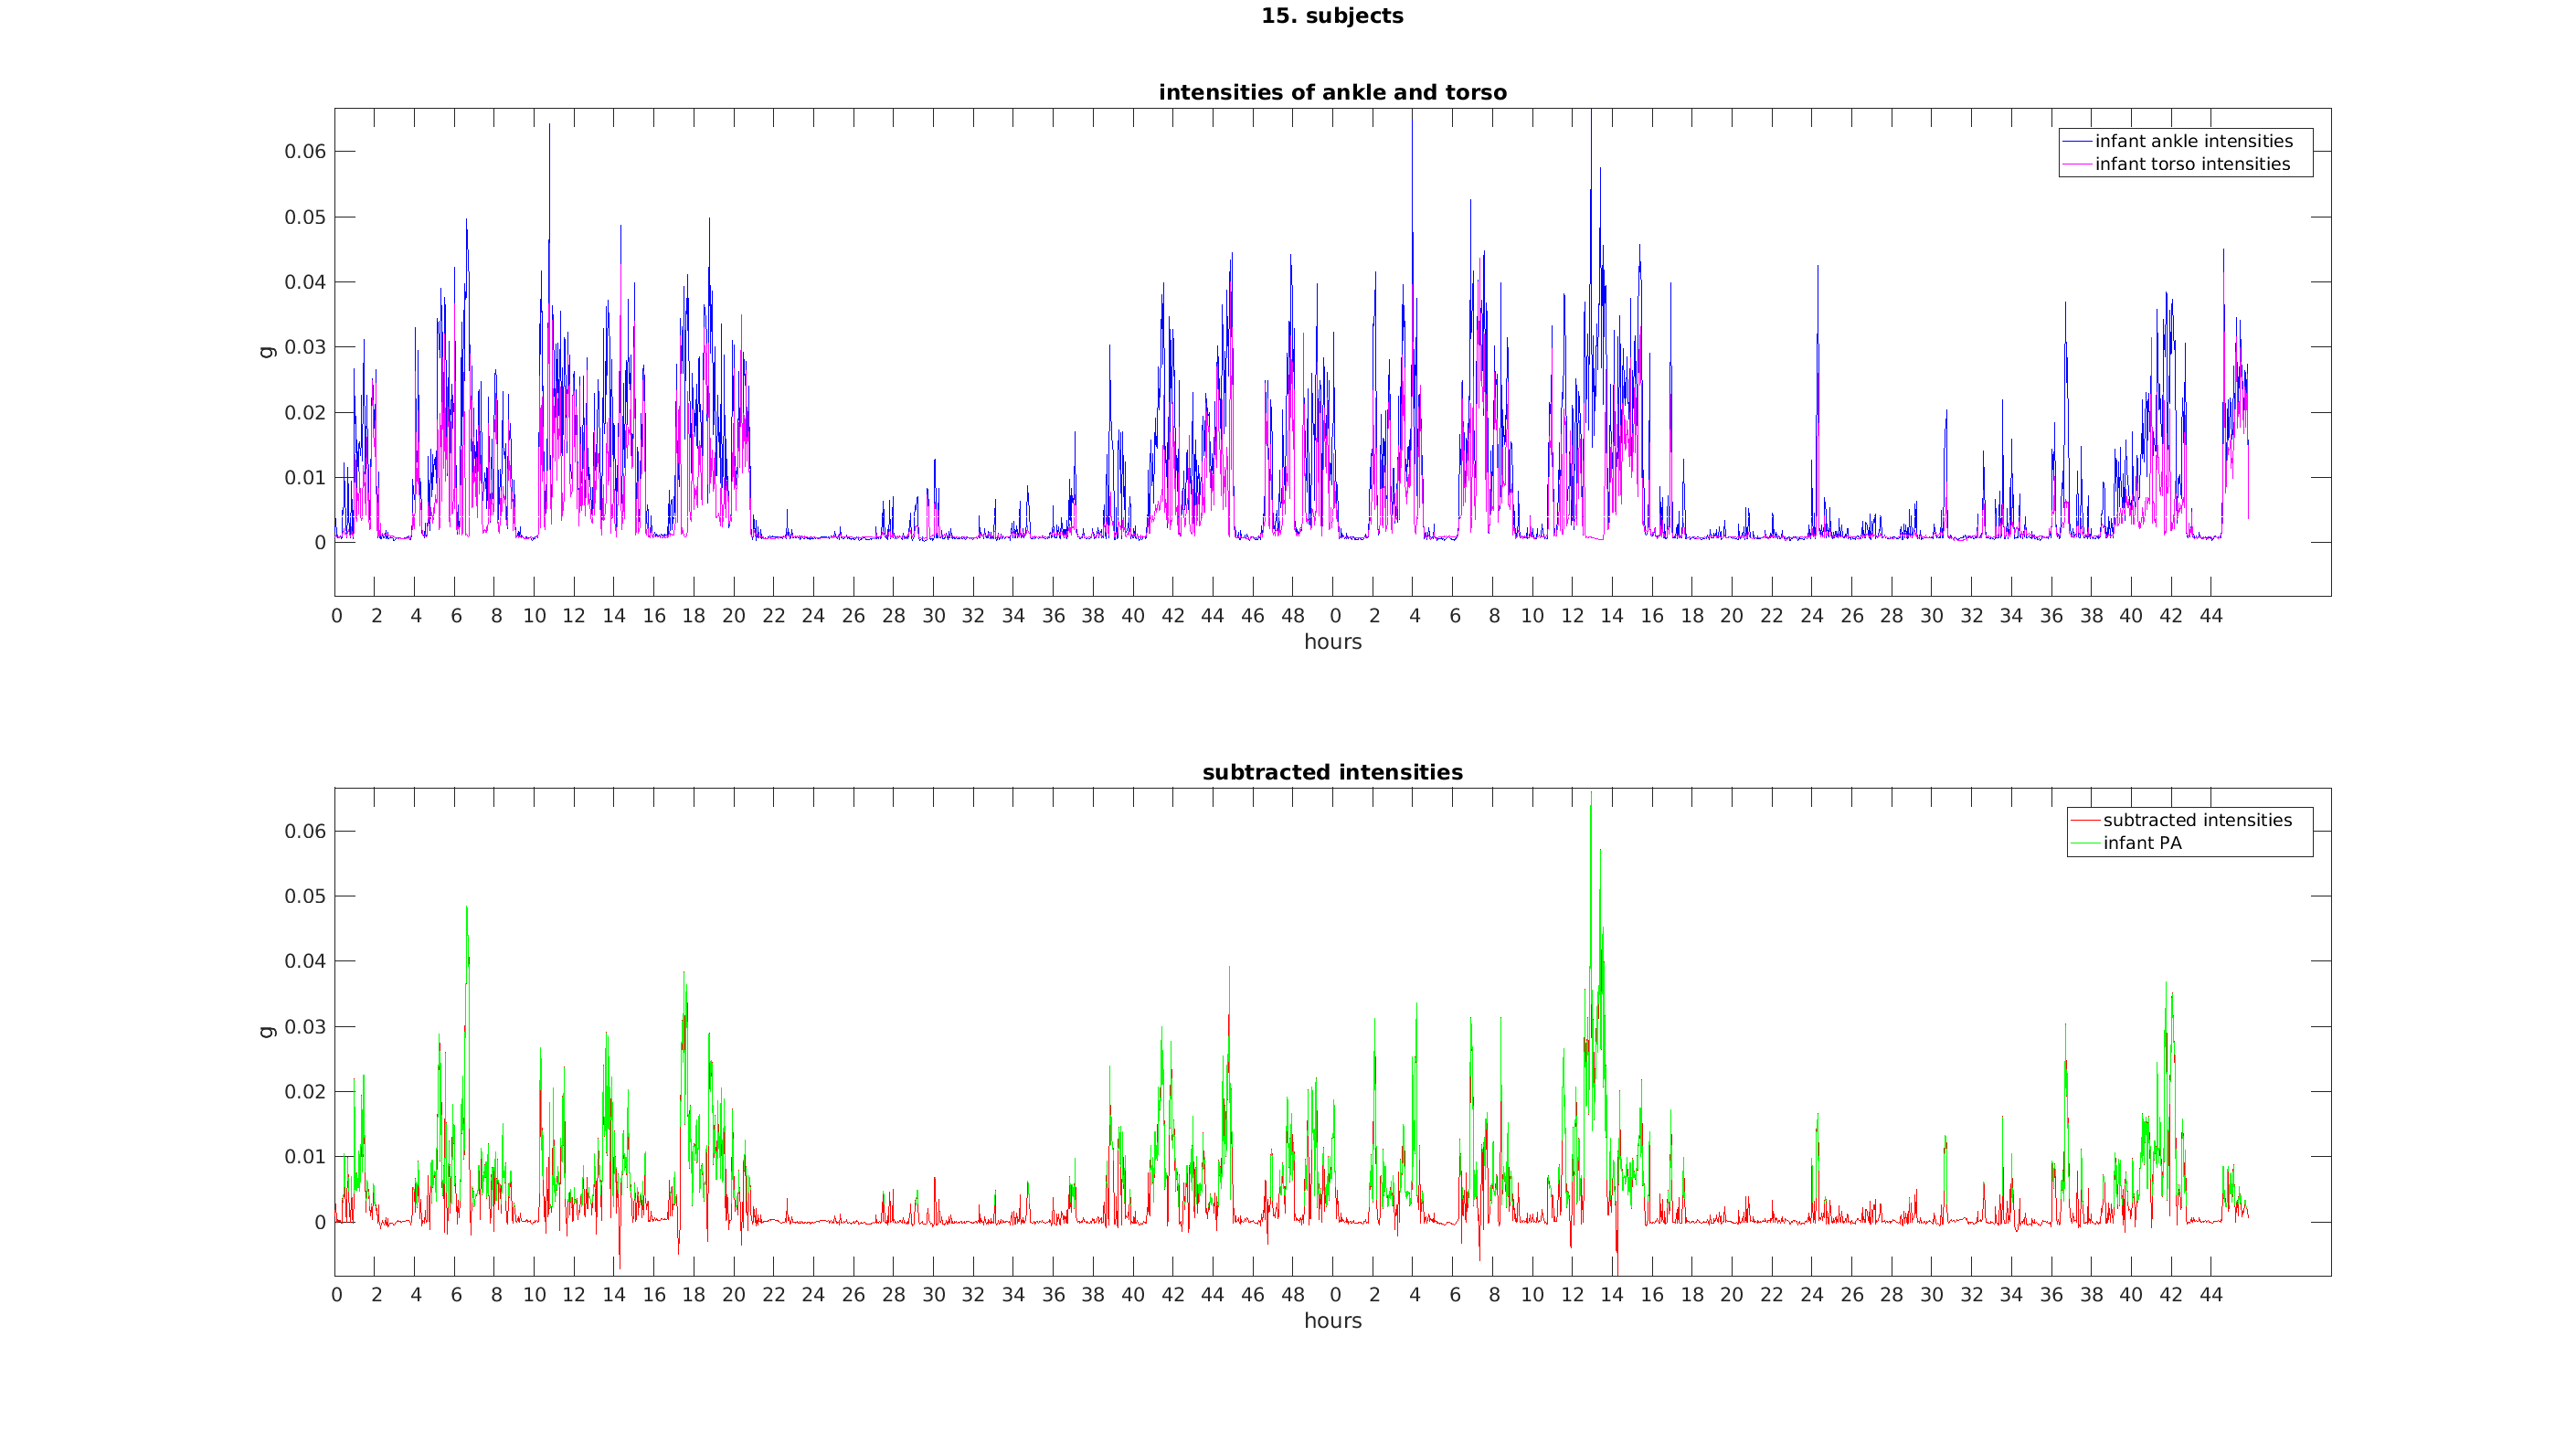 15. subjects
intensities of ankle and torso
infant ankle intensities
infant torso intensities
0.06
0.05
0.04
0.03
0.02
0.01
0
g
0 2 4 6 8 10 12 14 16 18 20 22 24 26 28 30 32 34 36 38 40 42 44 46 48 0 2 4 6 8 10 12 14 16 18 20 22 24 26 28 30 32 34 36 38 40 42 44
hours
subtracted intensities
subtracted intensities
infant PA
0.06
0.05
0.04
0.03
0.02
0.01
0
g
0 2 4 6 8 10 12 14 16 18 20 22 24 26 28 30 32 34 36 38 40 42 44 46 48 0 2 4 6 8 10 12 14 16 18 20 22 24 26 28 30 32 34 36 38 40 42 44
hours